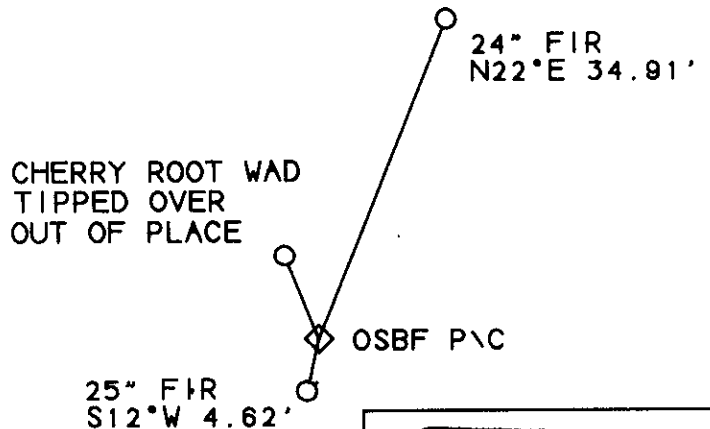 24" FIR
N22°E 34.91'
CHERRY ROOT WAD
TIPPED OVER
OUT OF PLACE
OSBF P\C
25" FIR
S12°W 4.62'